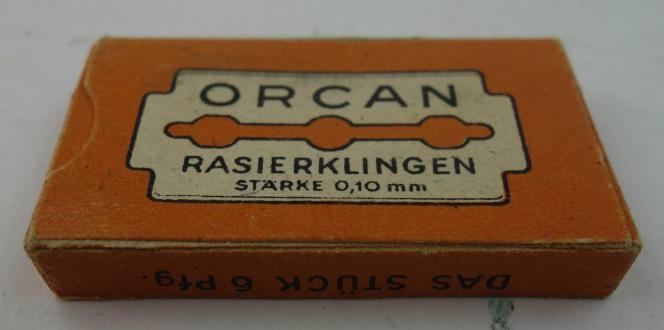 ORCAN
RASIERKLINGEN
STÄRKE 0,10 mm
DAS STÜCK 6 Pfg.